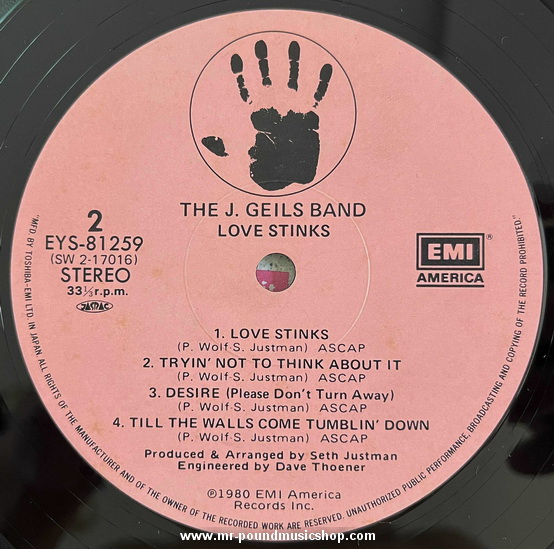 THE J. GEILS BAND
LOVE STINKS
2
EYS-81259
(SW 2-17016)
STEREO
33⅓ r.p.m.
JASRAC
EMI®
AMERICA
1. LOVE STINKS
(P. Wolf-S. Justman) ASCAP
2. TRYIN' NOT TO THINK ABOUT IT
(P. Wolf-S. Justman) ASCAP
3. DESIRE (Please Don't Turn Away)
(P. Wolf-S. Justman) ASCAP
4. TILL THE WALLS COME TUMBLIN' DOWN
(P. Wolf-S. Justman) ASCAP
Produced & Arranged by Seth Justman
Engineered by Dave Thoener
℗1980 EMI America
Records Inc.
"MFD. BY TOSHIBA-EMI LTD. IN JAPAN. ALL RIGHTS OF THE MANUFACTURER AND OF THE OWNER OF THE RECORDED WORK ARE RESERVED. UNAUTHORIZED PUBLIC PERFORMANCE, BROADCASTING AND COPYING OF THE RECORD PROHIBITED."
www.mr-poundmusicshop.com